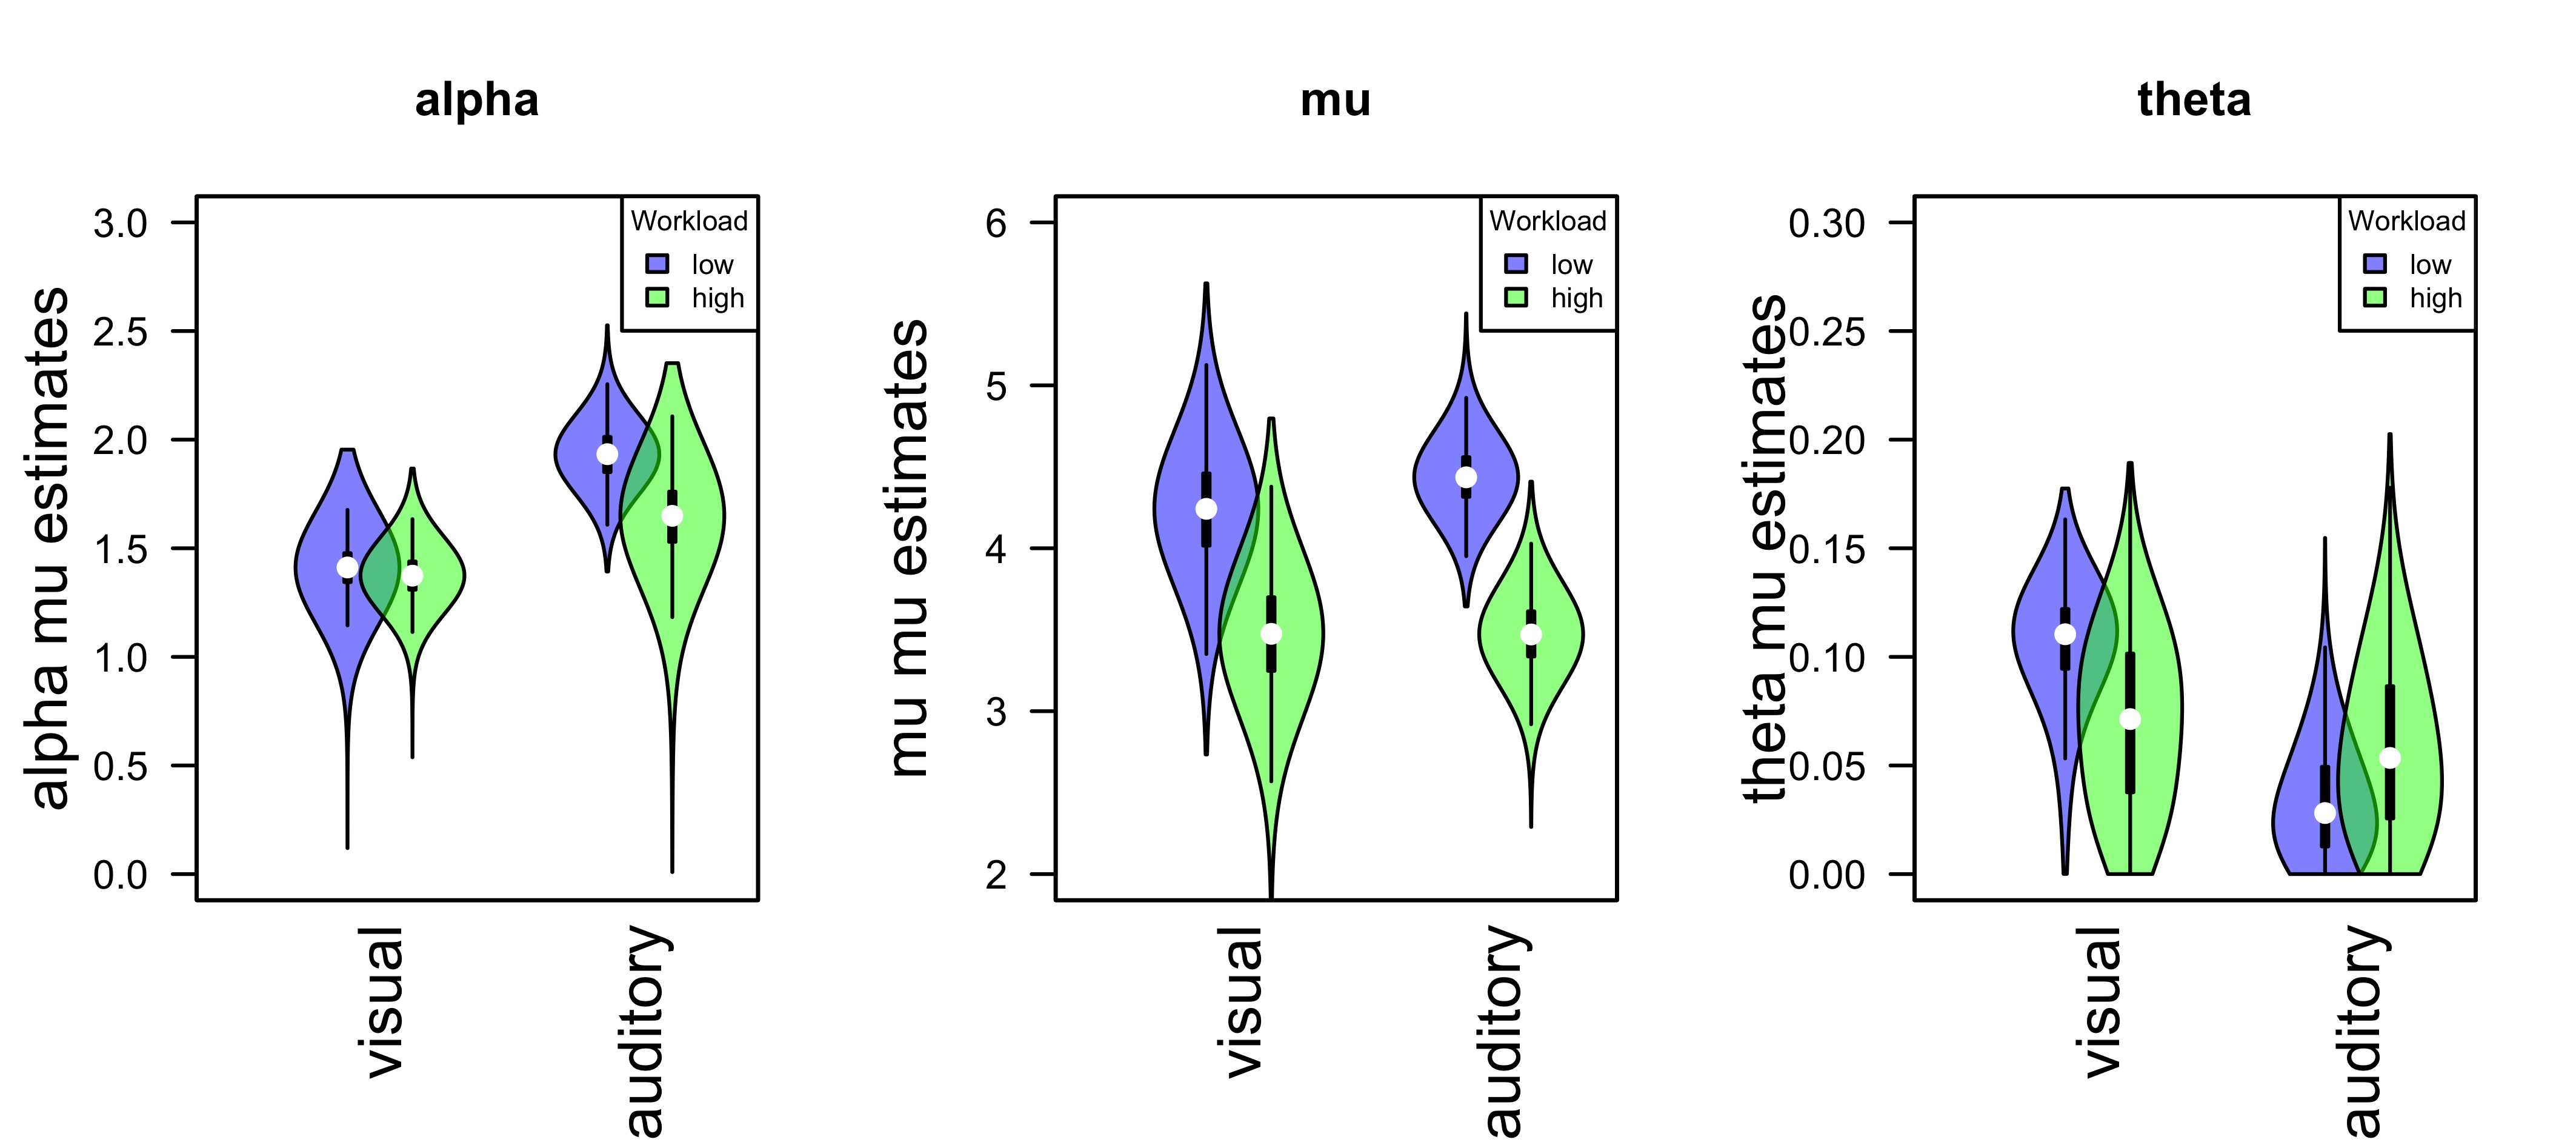 alpha
alpha mu estimates
3.0
2.5
2.0
1.5
1.0
0.5
0.0
Workload
low
high
visual
auditory
mu
mu mu estimates
6
5
4
3
2
Workload
low
high
visual
auditory
theta
theta mu estimates
0.30
0.25
0.20
0.15
0.10
0.05
0.00
Workload
low
high
visual
auditory